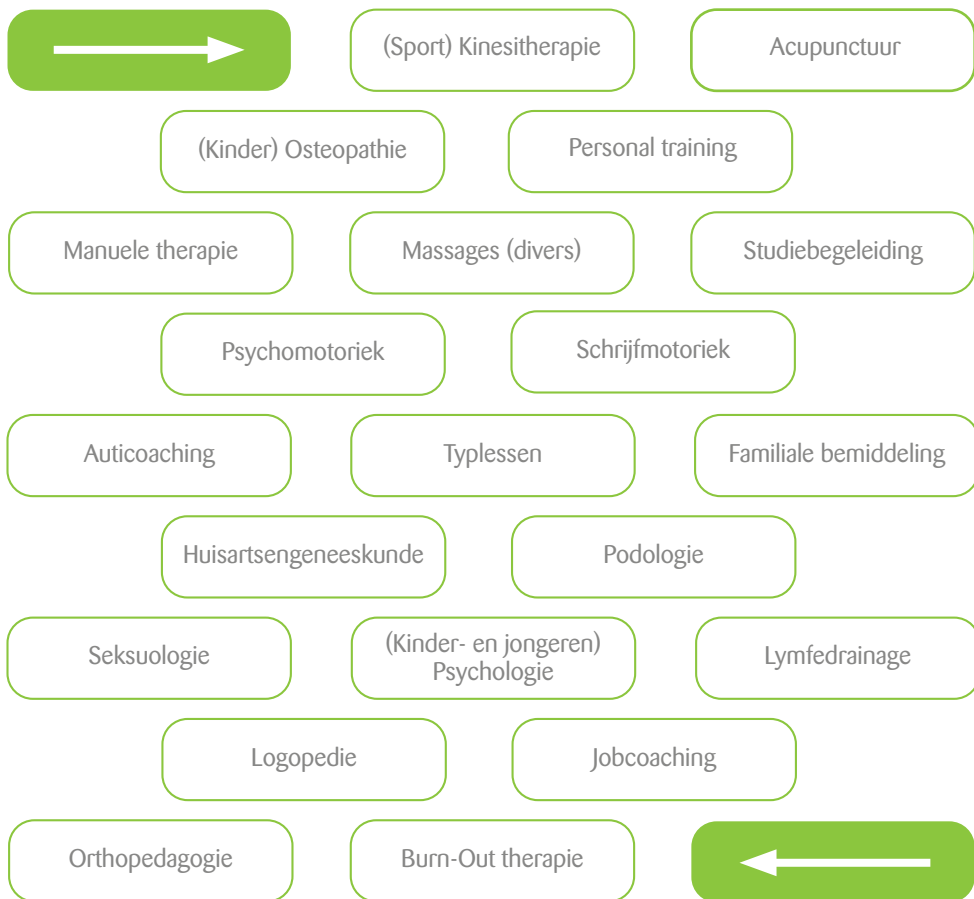 (Sport) Kinesitherapie
Acupunctuur
(Kinder) Osteopathie
Personal training
Manuele therapie
Massages (divers)
Studiebegeleiding
Psychomotoriek
Schrijfmotoriek
Auticoaching
Typlessen
Familiale bemiddeling
Huisartsengeneeskunde
Podologie
Seksuologie
(Kinder- en jongeren)
Psychologie
Lymfedrainage
Logopedie
Jobcoaching
Orthopedagogie
Burn-Out therapie